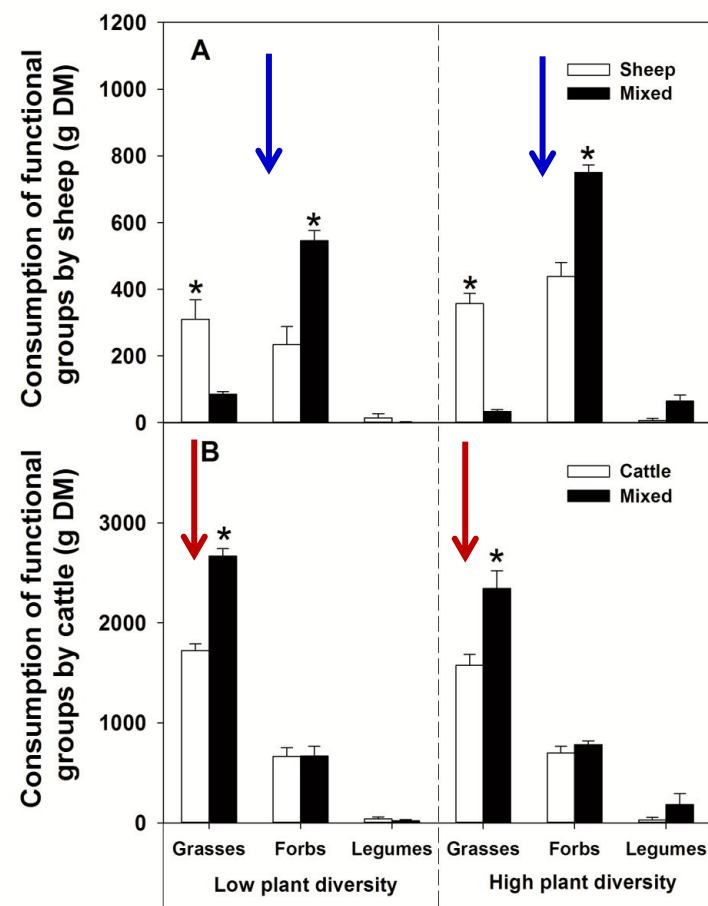 Consumption of functional
groups by sheep (g DM)
1200
1000
800
600
400
200
0
A
Sheep
Mixed
*
*
*
*
Consumption of functional
groups by cattle (g DM)
3000
2000
1000
0
B
Cattle
Mixed
*
*
Grasses Forbs Legumes Grasses Forbs Legumes
Low plant diversity High plant diversity